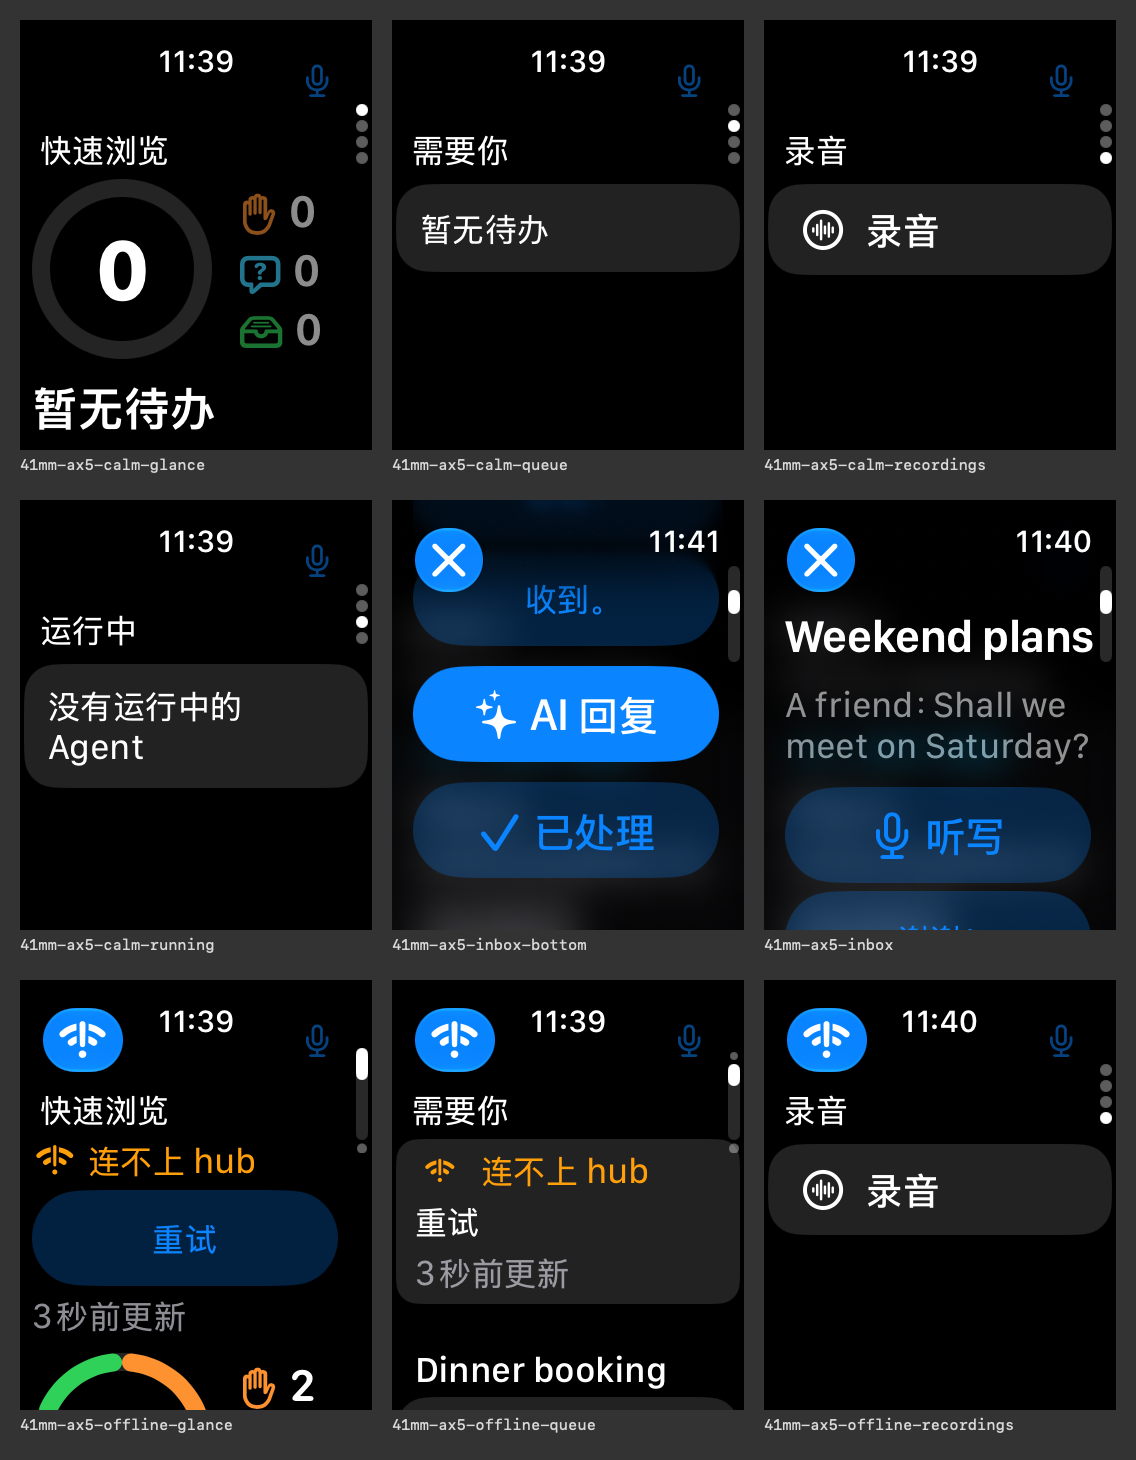 11:39
快速浏览
0
0
0
0
暂无待办
41mm-ax5-calm-glance
11:39
需要你
暂无待办
41mm-ax5-calm-queue
11:39
录音
录音
41mm-ax5-calm-recordings
11:39
运行中
没有运行中的
Agent
41mm-ax5-calm-running
11:41
收到。
AI 回复
已处理
41mm-ax5-inbox-bottom
11:40
Weekend plans
A friend: Shall we
meet on Saturday?
听写
41mm-ax5-inbox
11:39
快速浏览
连不上 hub
重试
3秒前更新
2
41mm-ax5-offline-glance
11:39
需要你
连不上 hub
重试
3秒前更新
Dinner booking
41mm-ax5-offline-queue
11:40
录音
录音
41mm-ax5-offline-recordings